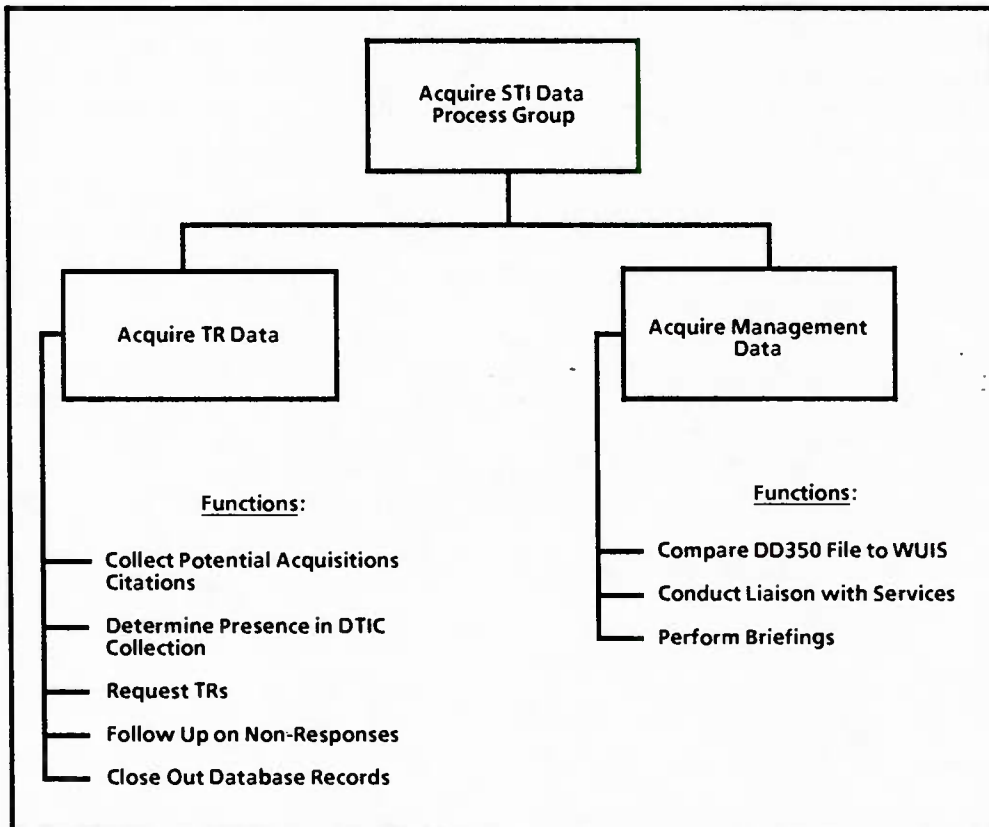 Acquire STI Data
Process Group
Acquire TR Data
Functions:
Collect Potential Acquisitions
Citations
Determine Presence in DTIC
Collection
Request TRs
Follow Up on Non-Responses
Close Out Database Records
Acquire Management
Data
Functions:
Compare DD350 File to WUIS
Conduct Liaison with Services
Perform Briefings